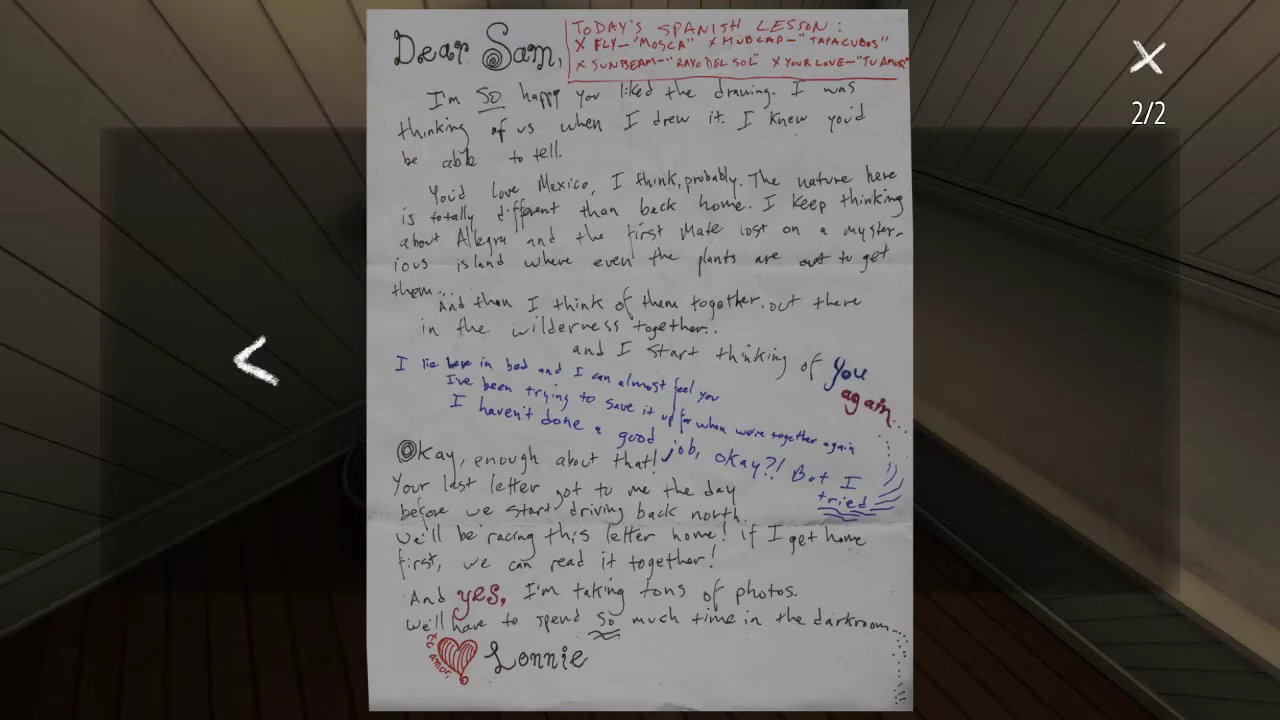 Dear Sam,
TODAY'S SPANISH LESSON:
x FLY-"MOSCA" x HUBCAP-"TAPACUBOS"
x SUNBEAM-"RAYO DEL SOL" x YOUR LOVE-"TU AMOR"
I'm SO happy you liked the drawing. I was
thinking of us when I drew it. I knew you'd
be able to tell.
You'd love Mexico, I think, probably. The nature here
is totally different than back home. I keep thinking
about Allegra and the first Mate lost on a myster-
ious island where even the plants are out to get
them...
And then I think of them together, out there
in the wilderness together..
and I start thinking of you
again...
I lie here in bed and I can almost feel you
I've been trying to save it up for when we're together again
I haven't done a good job, okay?! But I
tried
Okay, enough about that!
Your last letter got to me the day
before we start driving back north.
We'll be racing this letter home! if I get home
first, we can read it together!
And yes, I'm taking tons of photos.
We'll have to spend SO much time in the darkroom...
amor,
Lonnie
X
2/2
<